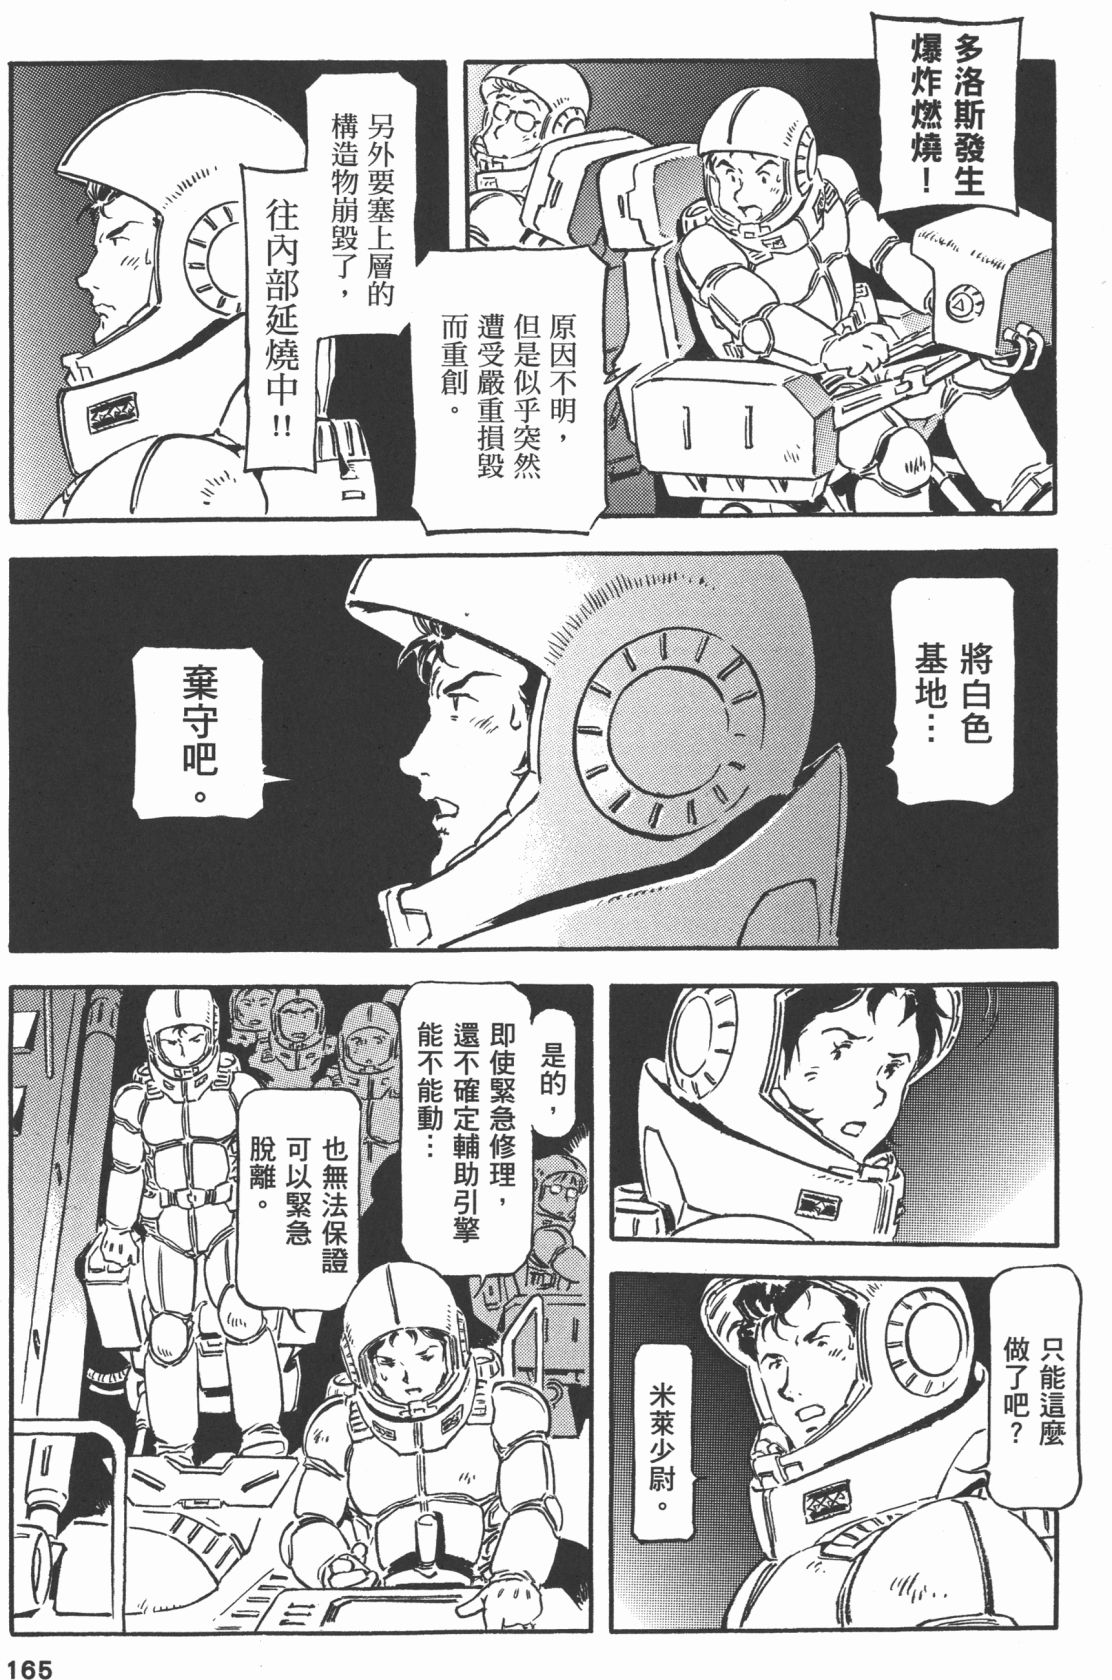 多洛斯發生
爆炸燃燒！
原因不明，
但是似乎突然
遭受嚴重損毀
而重創。
另外要塞上層的
構造物崩毀了，
往內部延燒中!!
將白色
基地…
棄守吧。
只能這麼
做了吧？
米萊少尉。
是的，
即使緊急修理，
還不確定輔助引擎
能不能動…
也無法保證
可以緊急
脫離。
165